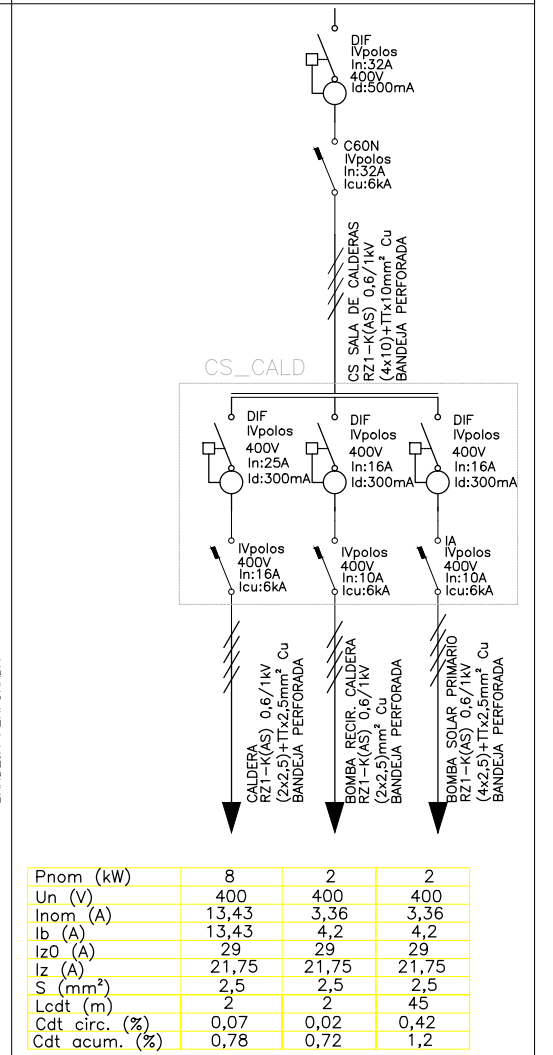 DIF
IVpolos
In:32A
400V
Id:500mA
C60N
IVpolos
In:32A
Icu:6kA
CS SALA DE CALDERAS
RZ1-K(AS) 0,6/1kV
(4x10)+TTx10mm² Cu
BANDEJA PERFORADA
CS_CALD
DIF
IVpolos
400V
In:25A
Id:300mA
DIF
IVpolos
400V
In:16A
Id:300mA
DIF
IVpolos
400V
In:16A
Id:300mA
IVpolos
400V
In:16A
Icu:6kA
IVpolos
400V
In:10A
Icu:6kA
IA
IVpolos
400V
In:10A
Icu:6kA
CALDERA
RZ1-K(AS) 0,6/1kV
(2x2,5)+TTx2,5mm² Cu
BANDEJA PERFORADA
BOMBA RECIR. CALDERA
RZ1-K(AS) 0,6/1kV
(2x2,5)mm² Cu
BANDEJA PERFORADA
BOMBA SOLAR PRIMARIO
RZ1-K(AS) 0,6/1kV
(4x2,5)+TTx2,5mm² Cu
BANDEJA PERFORADA
Pnom (kW) 8 2 2
Un (V) 400 400 400
Inom (A) 13,43 3,36 3,36
Ib (A) 13,43 4,2 4,2
Iz0 (A) 29 29 29
Iz (A) 21,75 21,75 21,75
S (mm²) 2,5 2,5 2,5
Lcdt (m) 2 2 45
Cdt circ. (%) 0,07 0,02 0,42
Cdt acum. (%) 0,78 0,72 1,2